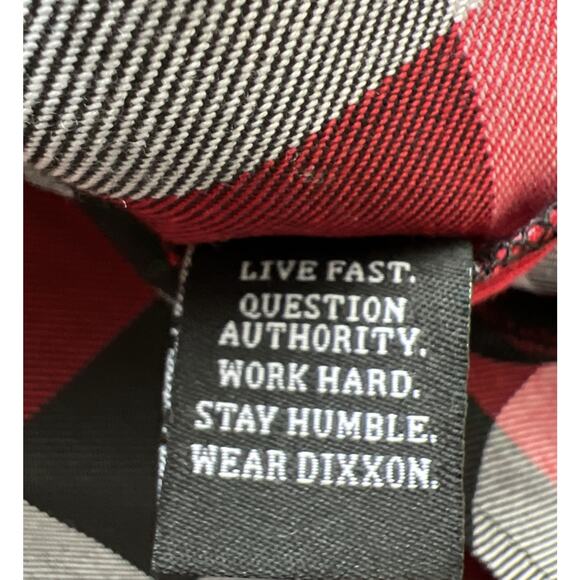 LIVE FAST.
QUESTION
AUTHORITY.
WORK HARD.
STAY HUMBLE.
WEAR DIXXON.